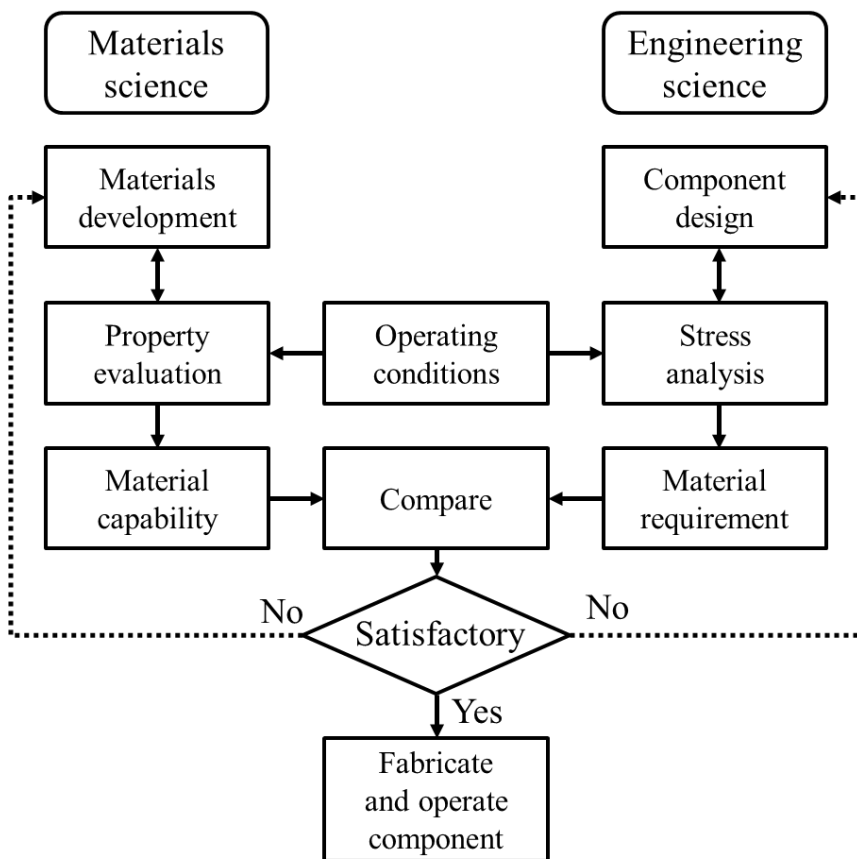 Materials
science
Engineering
science
Materials
development
Component
design
Property
evaluation
Operating
conditions
Stress
analysis
Material
capability
Compare
Material
requirement
No
No
Satisfactory
Yes
Fabricate
and operate
component